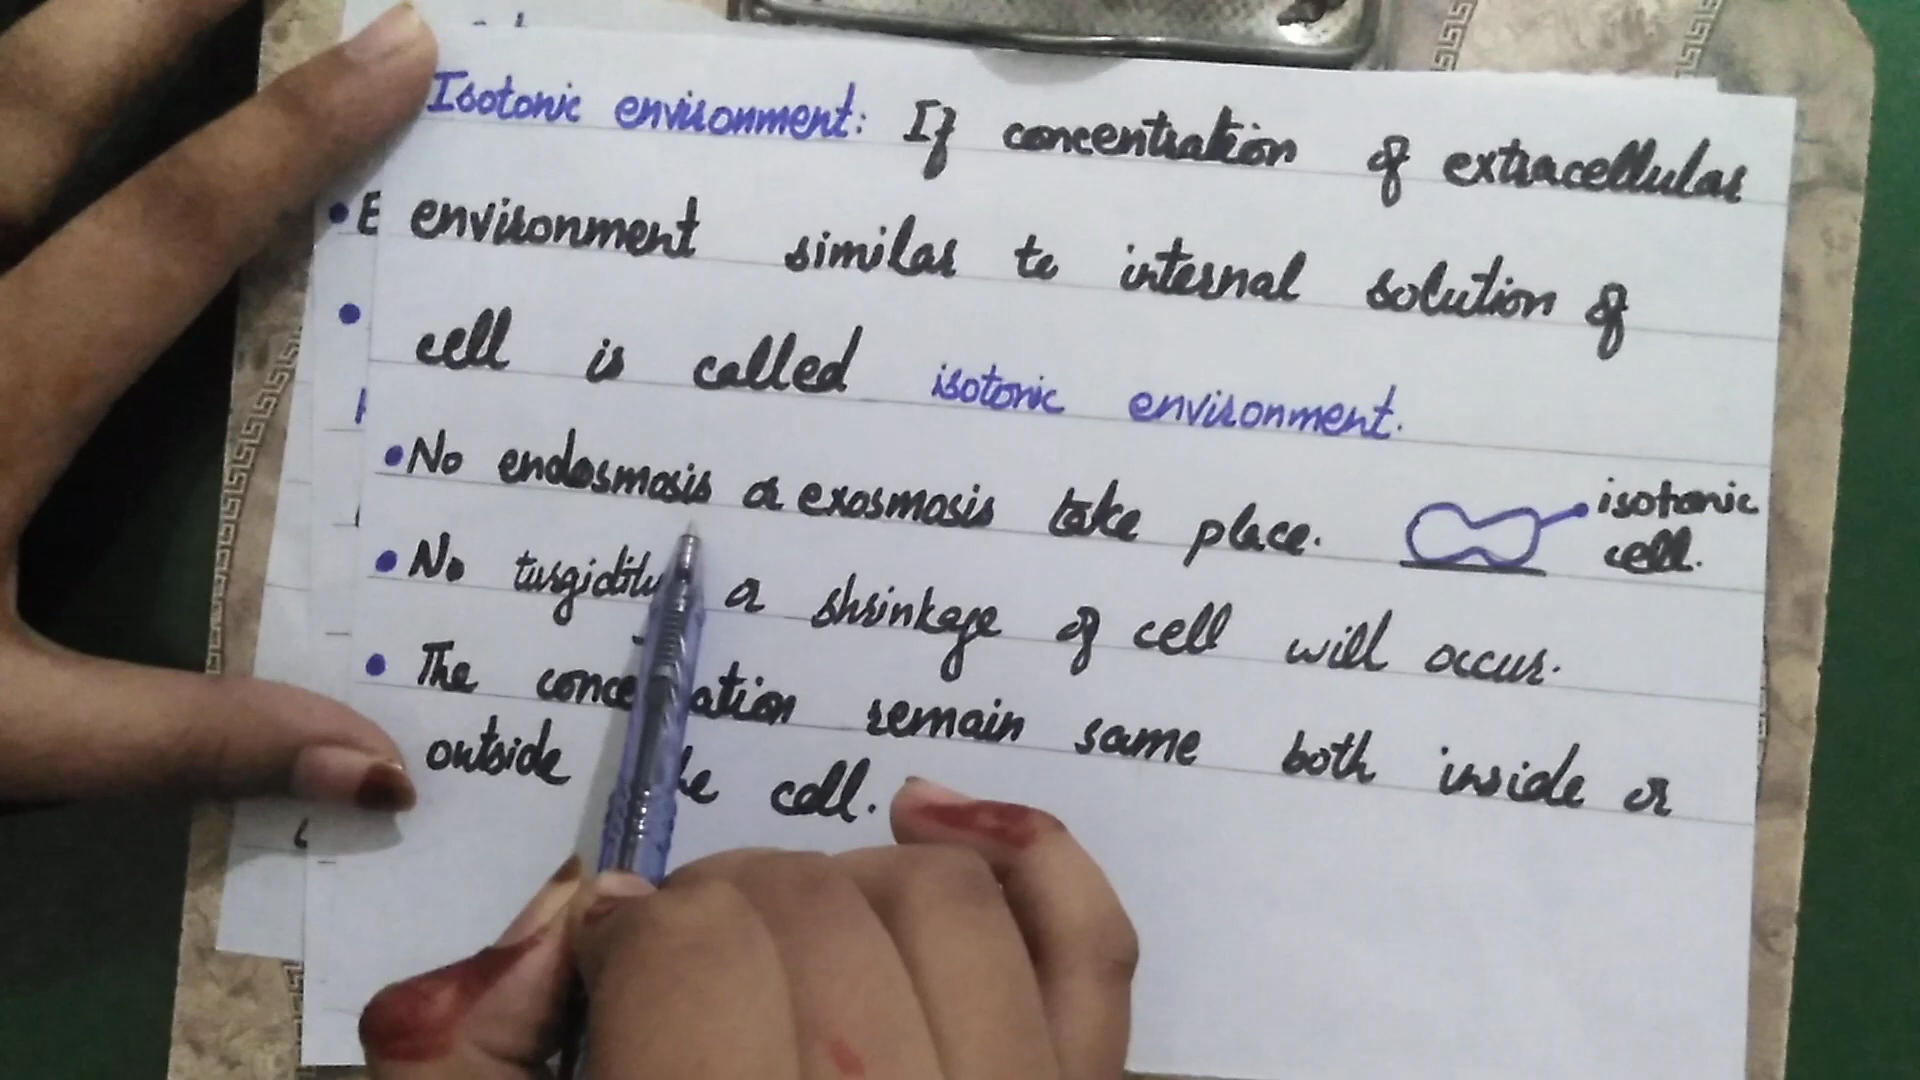 Isotonic environment: If concentration of extracellular
environment similar to internal solution of
cell is called isotonic environment.
• No endosmosis or exosmosis take place.
isotonic
cell.
• No turgidity or shrinkage of cell will occur.
• The remain same both inside or
outside cell.